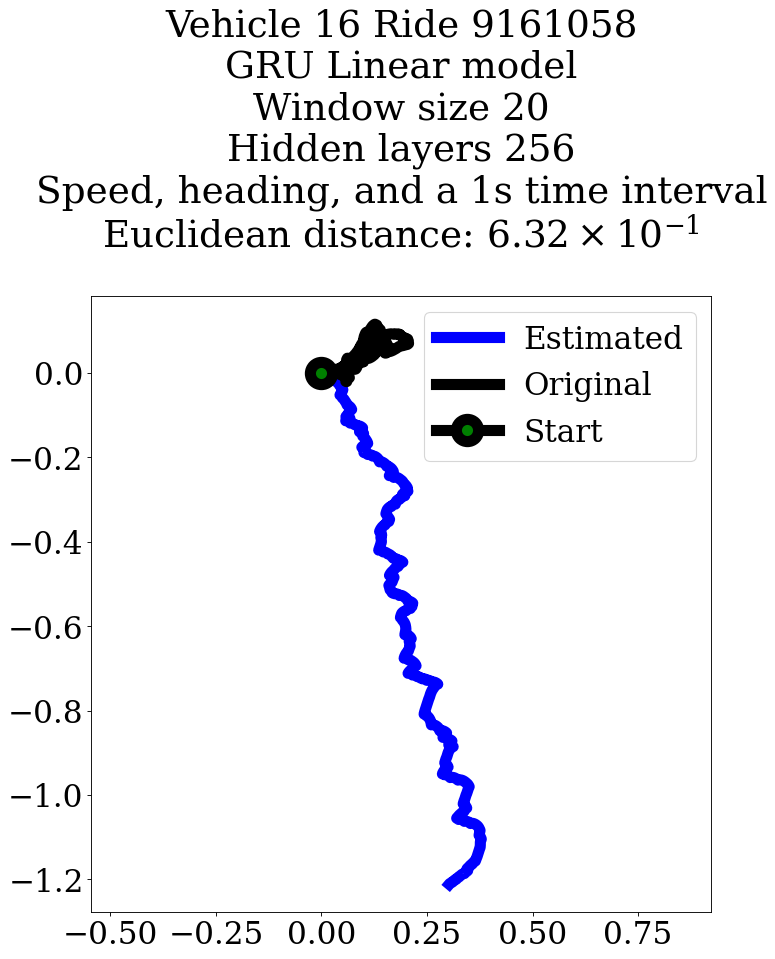 Vehicle 16 Ride 9161058
GRU Linear model
Window size 20
Hidden layers 256
Speed, heading, and a 1s time interval
Euclidean distance: 6.32 × 10⁻¹
Estimated
Original
Start
0.0
−0.2
−0.4
−0.6
−0.8
−1.0
−1.2
−0.50 −0.25 0.00 0.25 0.50 0.75